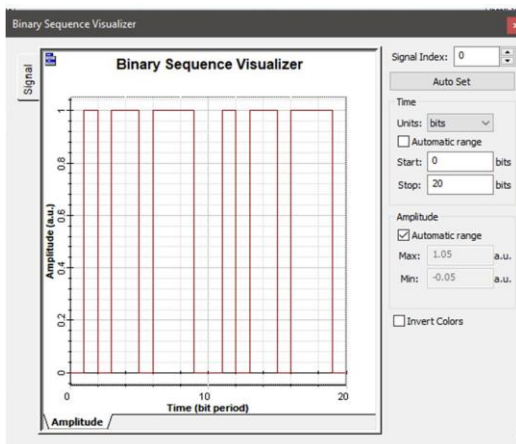 Binary Sequence Visualizer
Signal
Binary Sequence Visualizer
Amplitude (a.u.)
1
0.8
0.6
0.4
0.2
0
0
10
20
Time (bit period)
Amplitude
Signal Index: 0
Auto Set
Time
Units: bits
Automatic range
Start: 0 bits
Stop: 20 bits
Amplitude
Automatic range
Max: 1.05 a.u.
Min: -0.05 a.u.
Invert Colors